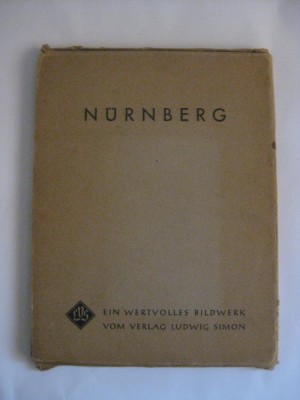 NÜRNBERG
EIN WERTVOLLES BILDWERK
VOM VERLAG LUDWIG SIMON